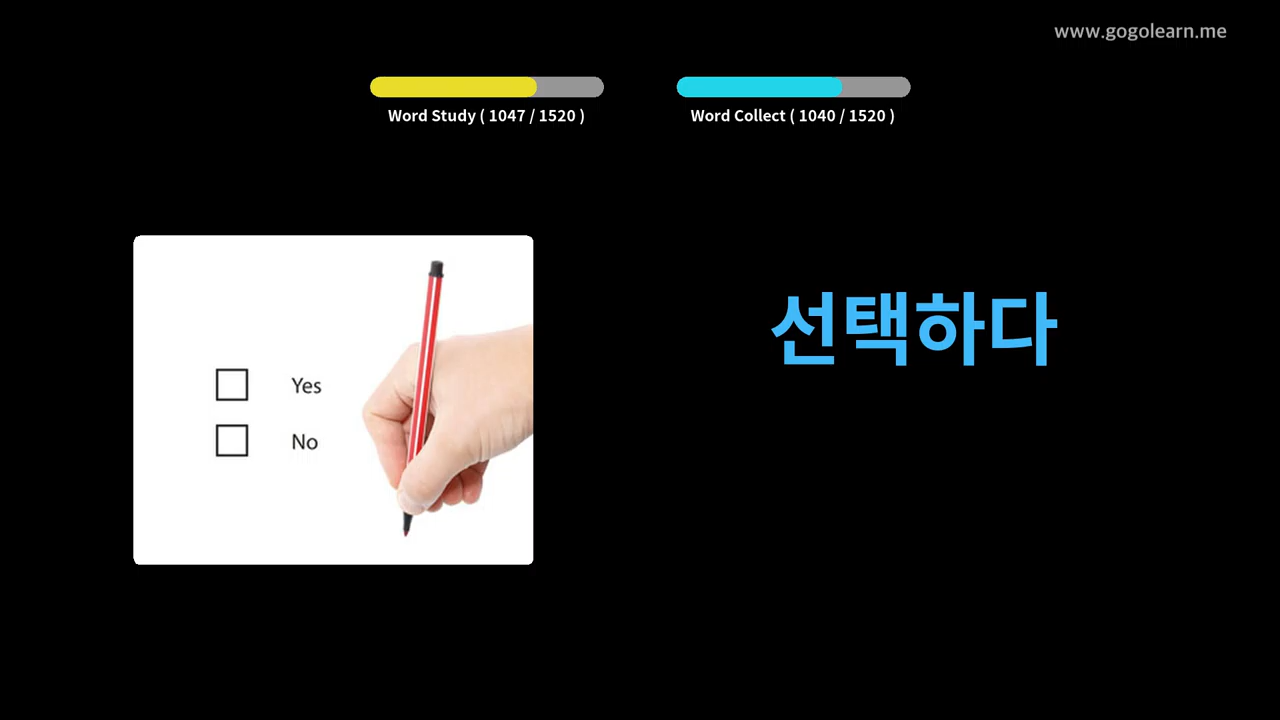 www.gogolearn.me
Word Study ( 1047 / 1520 )
Word Collect ( 1040 / 1520 )
선택하다
Yes
No